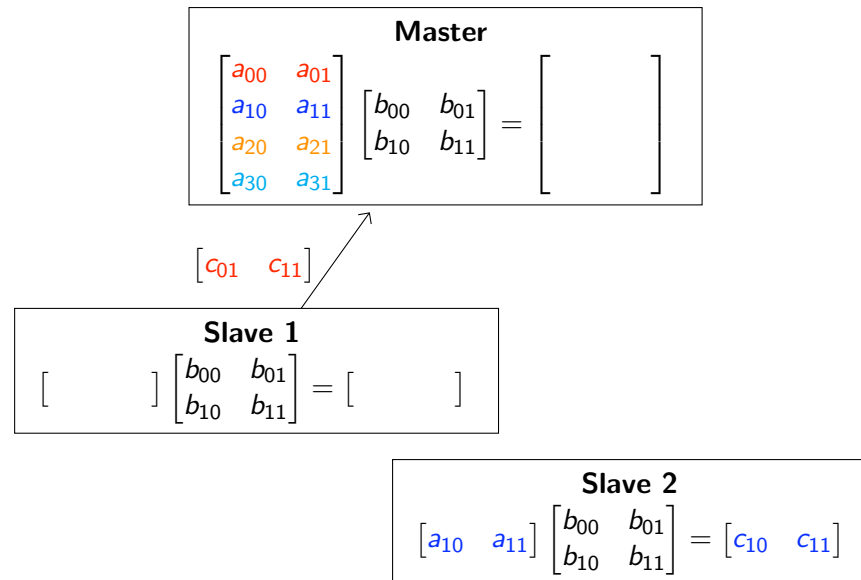 Master
[a00 a01] [b00 b01] = [ ]
[a10 a11] [b10 b11]
[a20 a21]
[a30 a31]
[c01 c11]
Slave 1
[ ] [b00 b01] = [ ]
[b10 b11]
Slave 2
[a10 a11] [b00 b01] = [c10 c11]
[b10 b11]